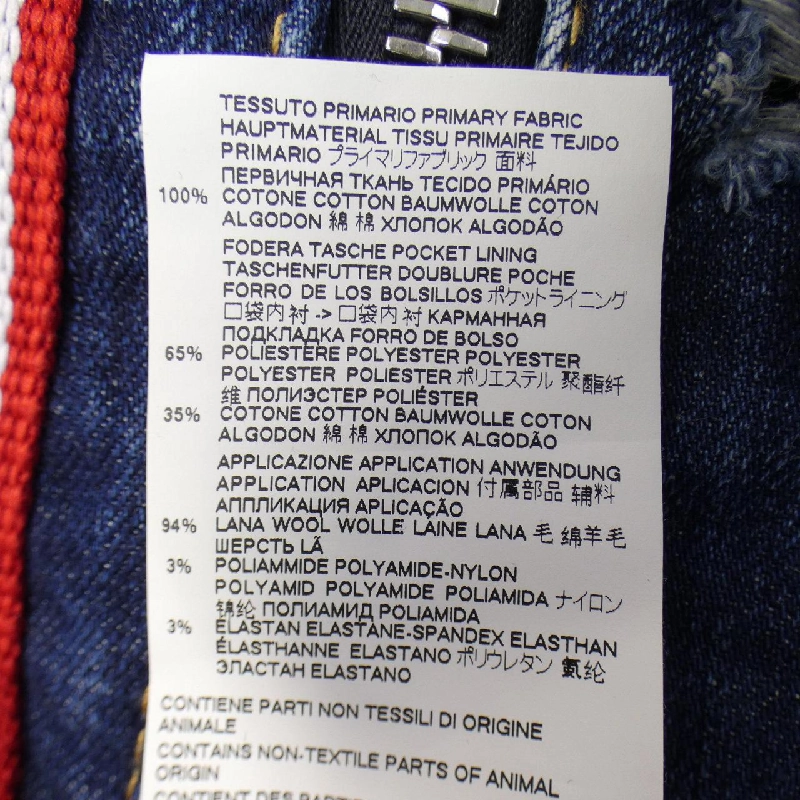 TESSUTO PRIMARIO PRIMARY FABRIC
HAUPTMATERIAL TISSU PRIMAIRE TEJIDO
PRIMARIO プライマリファブリック 面料
ПЕРВИЧНАЯ ТКАНЬ TECIDO PRIMÁRIO
100% COTONE COTTON BAUMWOLLE COTON
ALGODON 綿 棉 ХЛОПОК ALGODÃO
FODERA TASCHE POCKET LINING
TASCHENFUTTER DOUBLURE POCHE
FORRO DE LOS BOLSILLOS ポケットライニング
口袋内衬 -> 口袋内衬 КАРМАННАЯ
ПОДКЛАДКА FORRO DE BOLSO
65% POLIESTERE POLYESTER POLYESTER
POLYESTER POLIESTER ポリエステル 聚酯纤
维 ПОЛИЭСТЕР POLIÉSTER
35% COTONE COTTON BAUMWOLLE COTON
ALGODON 綿 棉 ХЛОПОК ALGODÃO
APPLICAZIONE APPLICATION ANWENDUNG
APPLICATION APLICACION 付属部品 辅料
АППЛИКАЦИЯ APLICAÇÃO
94% LANA WOOL WOLLE LAINE LANA 毛 绵羊毛
ШЕРСТЬ LÃ
3% POLIAMMIDE POLYAMIDE-NYLON
POLYAMID POLYAMIDE POLIAMIDA ナイロン
锦纶 ПОЛИАМИД POLIAMIDA
3% ELASTAN ELASTANE-SPANDEX ELASTHAN
ÉLASTHANNE ELASTANO ポリウレタン 氨纶
ЭЛАСТАН ELASTANO
CONTIENE PARTI NON TESSILI DI ORIGINE
ANIMALE
CONTAINS NON-TEXTILE PARTS OF ANIMAL
ORIGIN
CONTIENT DES PARTIES